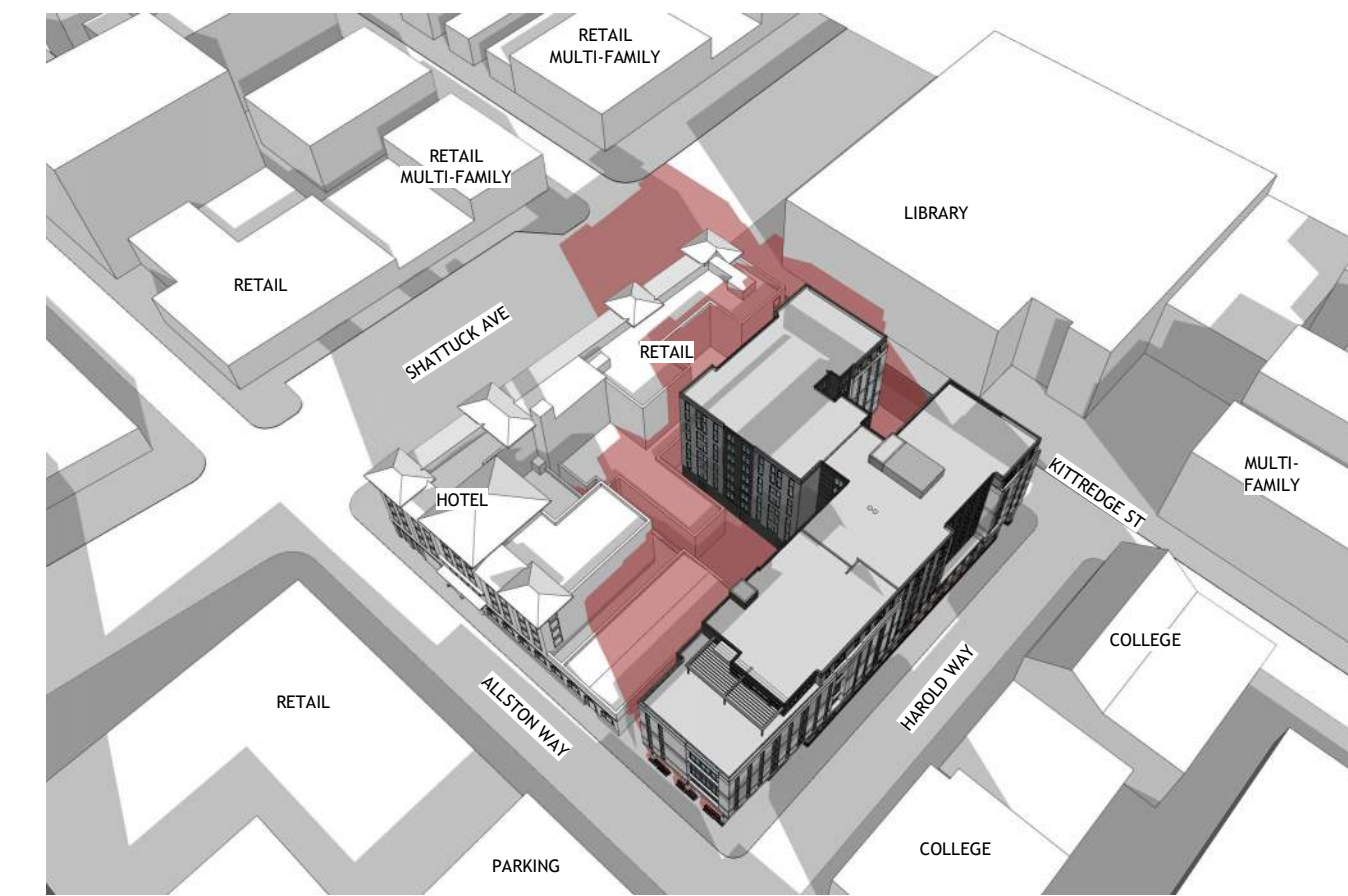 RETAIL
MULTI-FAMILY
RETAIL
MULTI-FAMILY
LIBRARY
RETAIL
SHATTUCK AVE
RETAIL
HOTEL
KITTREDGE ST
MULTI-
FAMILY
COLLEGE
RETAIL
ALLSTON WAY
HAROLD WAY
PARKING
COLLEGE